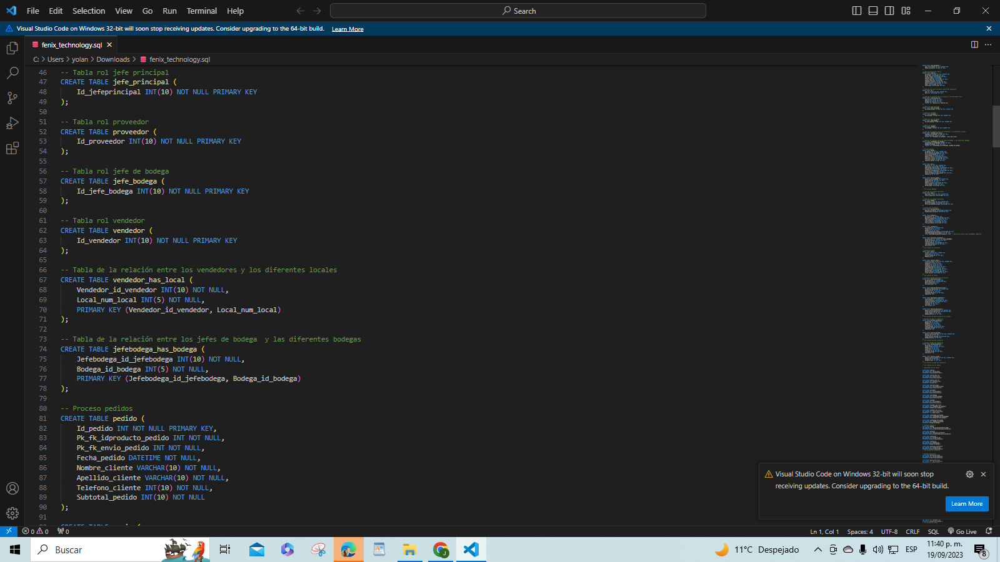 File Edit Selection View Go Run Terminal Help
Search
Visual Studio Code on Windows 32-bit will soon stop receiving updates. Consider upgrading to the 64-bit build. Learn More
fenix_technology.sql
C: > Users > yolan > Downloads > fenix_technology.sql
46 -- Tabla rol jefe principal
47 CREATE TABLE jefe_principal (
48 Id_jefeprincipal INT(10) NOT NULL PRIMARY KEY
49 );
50
51 -- Tabla rol proveedor
52 CREATE TABLE proveedor (
53 Id_proveedor INT(10) NOT NULL PRIMARY KEY
54 );
55
56 -- Tabla rol jefe de bodega
57 CREATE TABLE jefe_bodega (
58 Id_jefe_bodega INT(10) NOT NULL PRIMARY KEY
59 );
60
61 -- Tabla rol vendedor
62 CREATE TABLE vendedor (
63 Id_vendedor INT(10) NOT NULL PRIMARY KEY
64 );
65
66 -- Tabla de la relación entre los vendedores y los diferentes locales
67 CREATE TABLE vendedor_has_local (
68 Vendedor_id_vendedor INT(10) NOT NULL,
69 Local_num_local INT(5) NOT NULL,
70 PRIMARY KEY (Vendedor_id_vendedor, Local_num_local)
71 );
72
73 -- Tabla de la relación entre los jefes de bodega  y las diferentes bodegas
74 CREATE TABLE jefebodega_has_bodega (
75 Jefebodega_id_jefebodega INT(10) NOT NULL,
76 Bodega_id_bodega INT(5) NOT NULL,
77 PRIMARY KEY (Jefebodega_id_jefebodega, Bodega_id_bodega)
78 );
79
80 -- Proceso pedidos
81 CREATE TABLE pedido (
82 Id_pedido INT NOT NULL PRIMARY KEY,
83 Pk_fk_idproducto_pedido INT NOT NULL,
84 Pk_fk_envio_pedido INT NOT NULL,
85 Fecha_pedido DATETIME NOT NULL,
86 Nombre_cliente VARCHAR(10) NOT NULL,
87 Apellido_cliente VARCHAR(10) NOT NULL,
88 Telefono_cliente INT(10) NOT NULL,
89 Subtotal_pedido INT(10) NOT NULL
90 );
91
Visual Studio Code on Windows 32-bit will soon stop
receiving updates. Consider upgrading to the 64-bit build.
Learn More
0 0 0
Ln 1, Col 1 Spaces: 4 UTF-8 CRLF SQL Go Live
Buscar
J
11°C Despejado
ESP
11:40 p. m.
19/09/2023
8